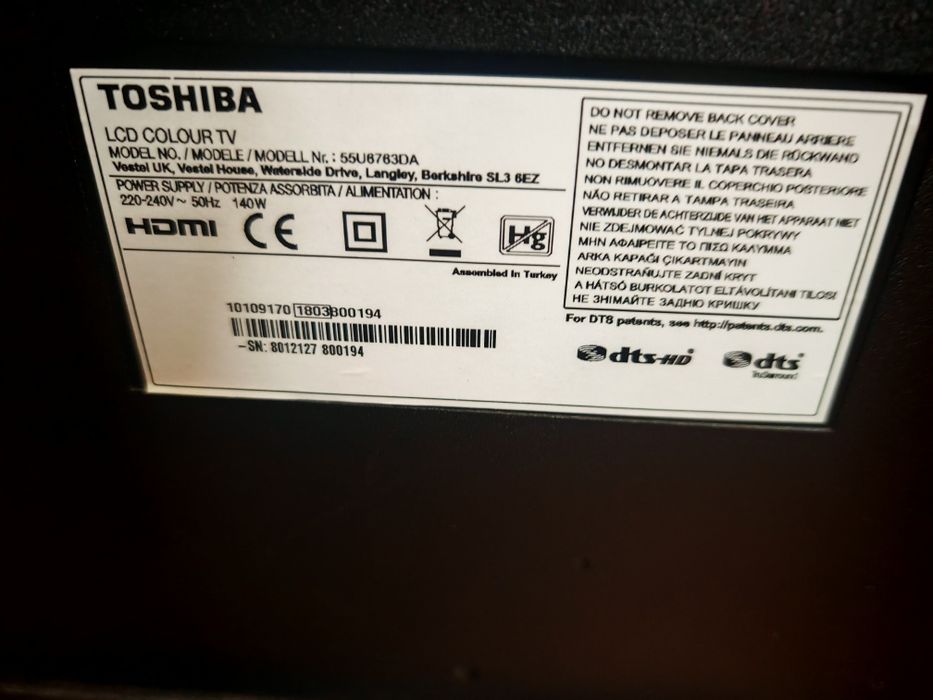 TOSHIBA
LCD COLOUR TV
MODEL NO. / MODELE / MODELL Nr. : 55U6763DA
Vestel UK, Vestel House, Waterside Drive, Langley, Berkshire SL3 6EZ
POWER SUPPLY / POTENZA ASSORBITA / ALIMENTATION :
220-240V ~ 50Hz 140W
HDMI CE Hg
Assembled in Turkey
10109170 1803800194
-SN: 8012127 800194
DO NOT REMOVE BACK COVER
NE PAS DEPOSER LE PANNEAU ARRIERE
ENTFERNEN SIE NIEMALS DIE RÜCKWAND
NO DESMONTAR LA TAPA TRASERA
NON RIMUOVERE IL COPERCHIO POSTERIORE
NÃO RETIRAR A TAMPA TRASEIRA
VERWIJDER DE ACHTERZIJDE VAN HET APPARAAT NIET
NIE ZDEJMOWAĆ TYLNEJ POKRYWY
ΜΗΝ ΑΦΑΙΡΕΙΤΕ ΤΟ ΠΙΣΩ ΚΑΛΥΜΜΑ
ARKA KAPAĞI ÇIKARTMAYIN
NEODSTRAŇUJTE ZADNÍ KRYT
A HÁTSÓ BURKOLATOT ELTÁVOLÍTANI TILOS!
НЕ ЗНІМАЙТЕ ЗАДНЮ КРИШКУ
For DTS patents, see http://patents.dts.com.
dts-HD dts
TruSurround